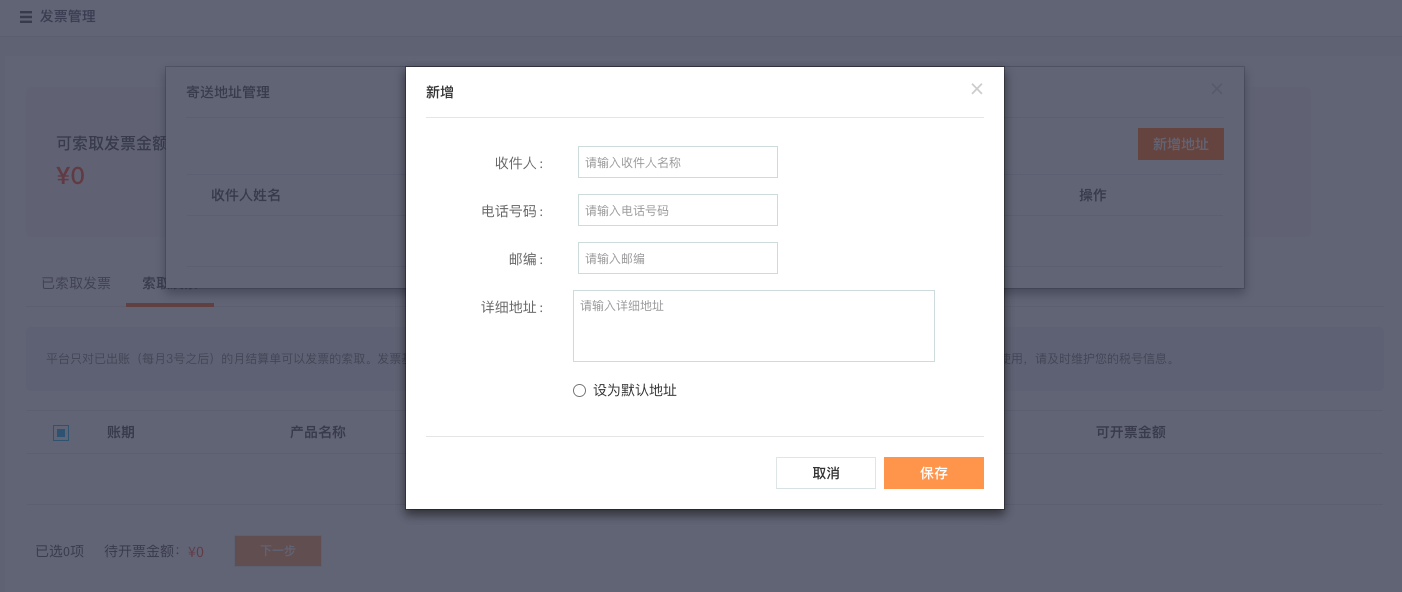 发票管理
寄送地址管理
新增
可索取发票金额
¥0
新增地址
收件人姓名
操作
收件人：
请输入收件人名称
电话号码：
请输入电话号码
邮编：
请输入邮编
详细地址：
请输入详细地址
设为默认地址
取消
保存
已索取发票
索取
平台只对已出账（每月3号之后）的月结算单可以发票的索取。发票
使用，请及时维护您的税号信息。
账期
产品名称
可开票金额
已选0项
待开票金额：
¥0
下一步